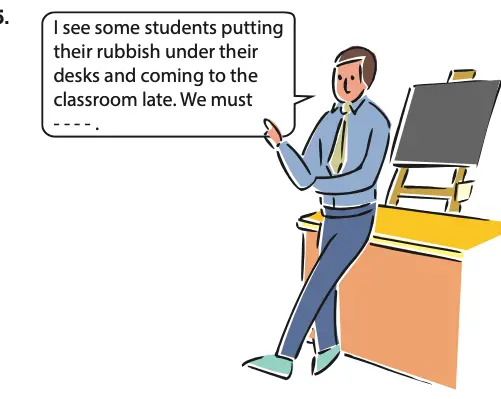 5.
I see some students putting
their rubbish under their
desks and coming to the
classroom late. We must
---- .